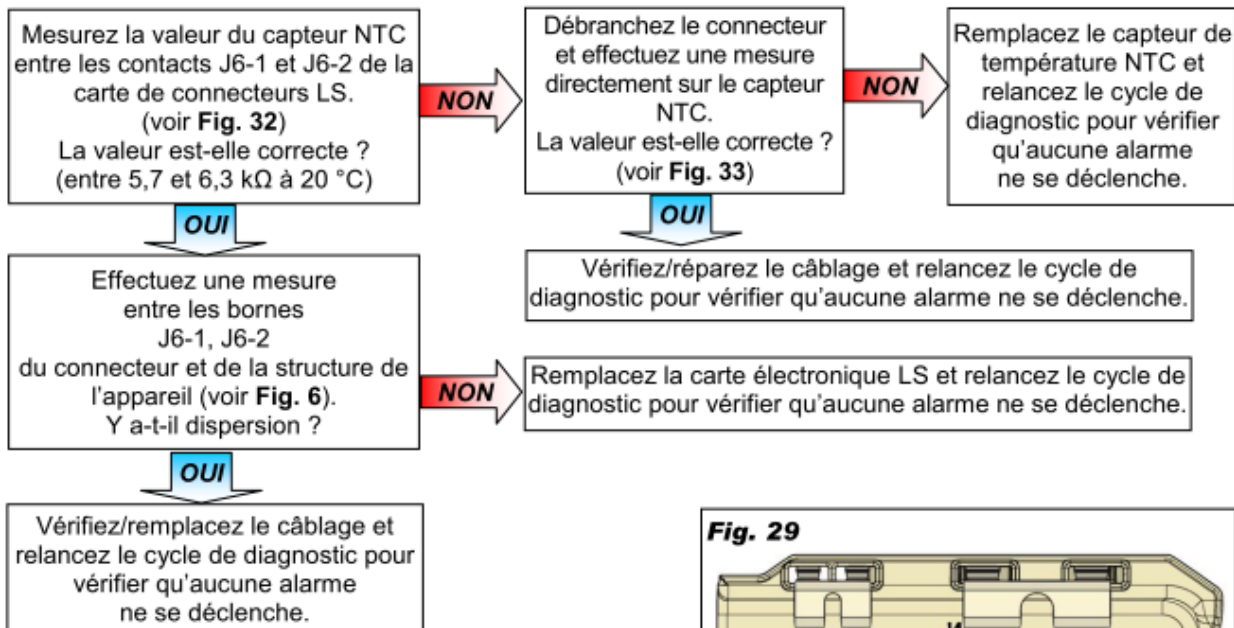 Mesurez la valeur du capteur NTC
entre les contacts J6-1 et J6-2 de la
carte de connecteurs LS.
(voir Fig. 32)
La valeur est-elle correcte ?
(entre 5,7 et 6,3 kΩ à 20 °C)
NON
Débranchez le connecteur
et effectuez une mesure
directement sur le capteur
NTC.
La valeur est-elle correcte ?
(voir Fig. 33)
NON
Remplacez le capteur de
température NTC et
relancez le cycle de
diagnostic pour vérifier
qu'aucune alarme
ne se déclenche.
OUI
OUI
Vérifiez/réparez le câblage et relancez le cycle de
diagnostic pour vérifier qu'aucune alarme ne se déclenche.
Effectuez une mesure
entre les bornes
J6-1, J6-2
du connecteur et de la structure de
l'appareil (voir Fig. 6).
Y a-t-il dispersion ?
NON
Remplacez la carte électronique LS et relancez le cycle de
diagnostic pour vérifier qu'aucune alarme ne se déclenche.
OUI
Vérifiez/remplacez le câblage et
relancez le cycle de diagnostic pour
vérifier qu'aucune alarme
ne se déclenche.
Fig. 29